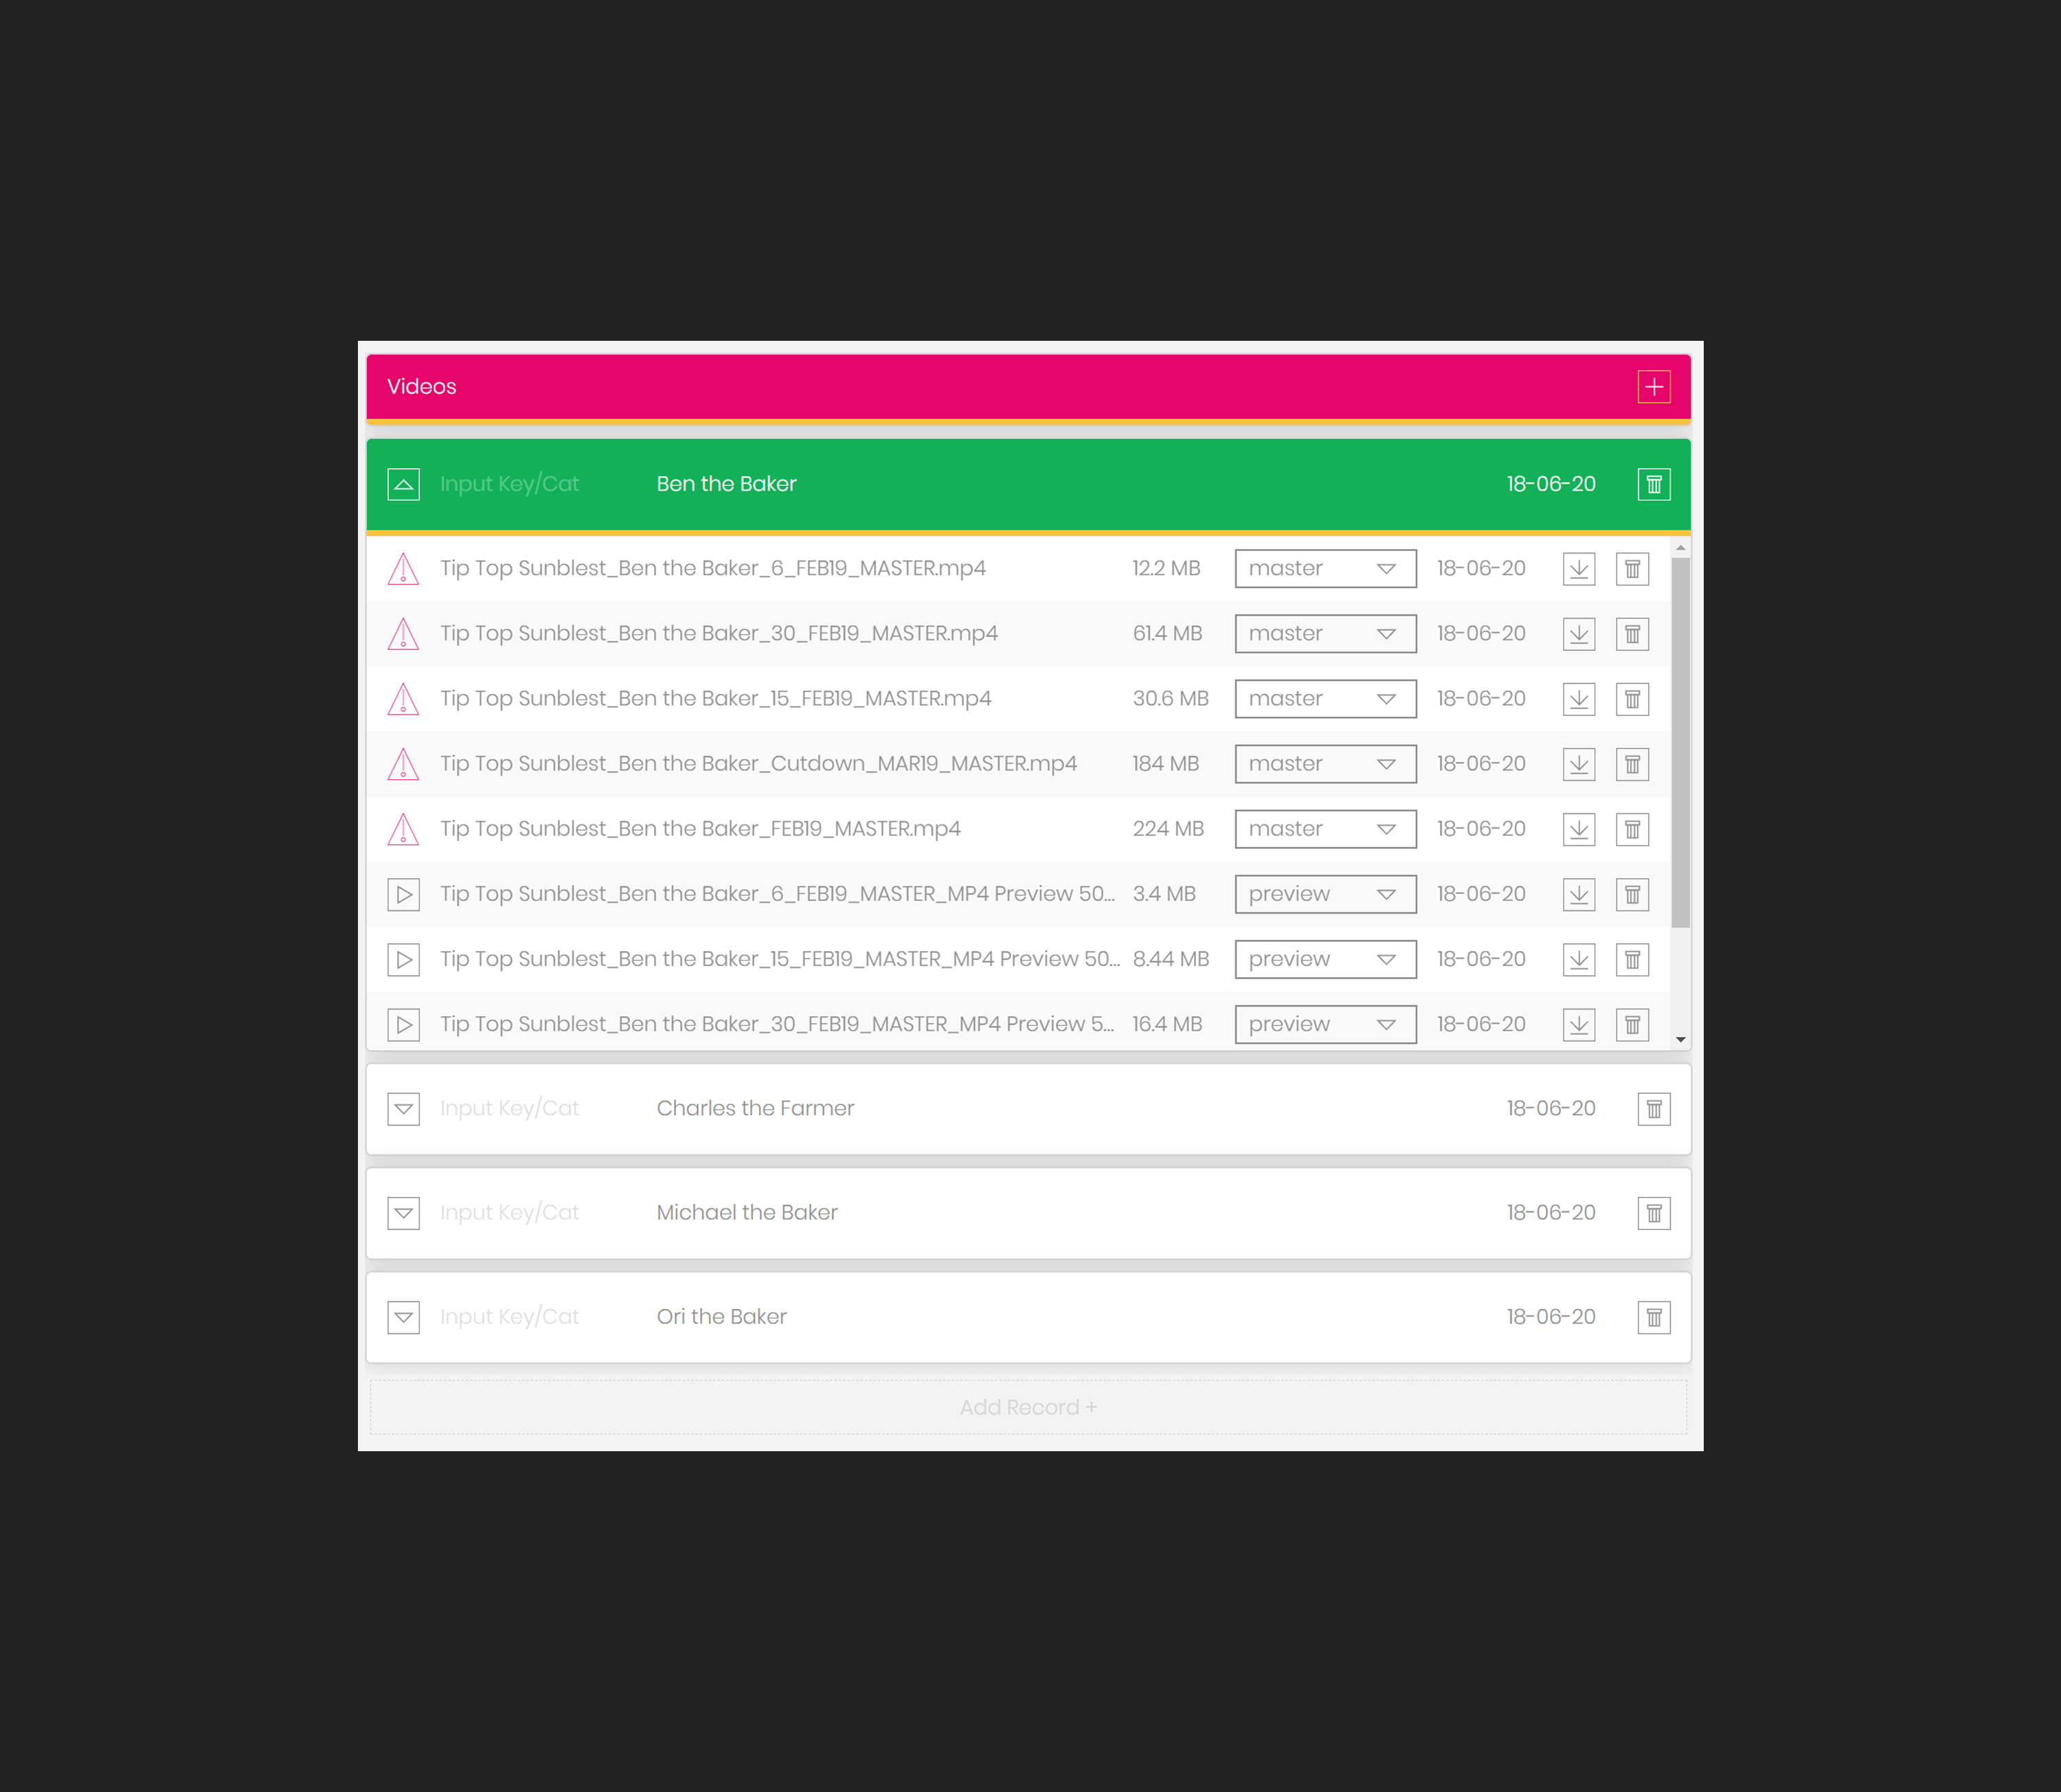 Videos
Input Key/Cat Ben the Baker 18-06-20
Tip Top Sunblest_Ben the Baker_6_FEB19_MASTER.mp4 12.2 MB master 18-06-20
Tip Top Sunblest_Ben the Baker_30_FEB19_MASTER.mp4 61.4 MB master 18-06-20
Tip Top Sunblest_Ben the Baker_15_FEB19_MASTER.mp4 30.6 MB master 18-06-20
Tip Top Sunblest_Ben the Baker_Cutdown_MAR19_MASTER.mp4 184 MB master 18-06-20
Tip Top Sunblest_Ben the Baker_FEB19_MASTER.mp4 224 MB master 18-06-20
Tip Top Sunblest_Ben the Baker_6_FEB19_MASTER_MP4 Preview 50... 3.4 MB preview 18-06-20
Tip Top Sunblest_Ben the Baker_15_FEB19_MASTER_MP4 Preview 50... 8.44 MB preview 18-06-20
Tip Top Sunblest_Ben the Baker_30_FEB19_MASTER_MP4 Preview 5... 16.4 MB preview 18-06-20
Input Key/Cat Charles the Farmer 18-06-20
Input Key/Cat Michael the Baker 18-06-20
Input Key/Cat Ori the Baker 18-06-20
Add Record +